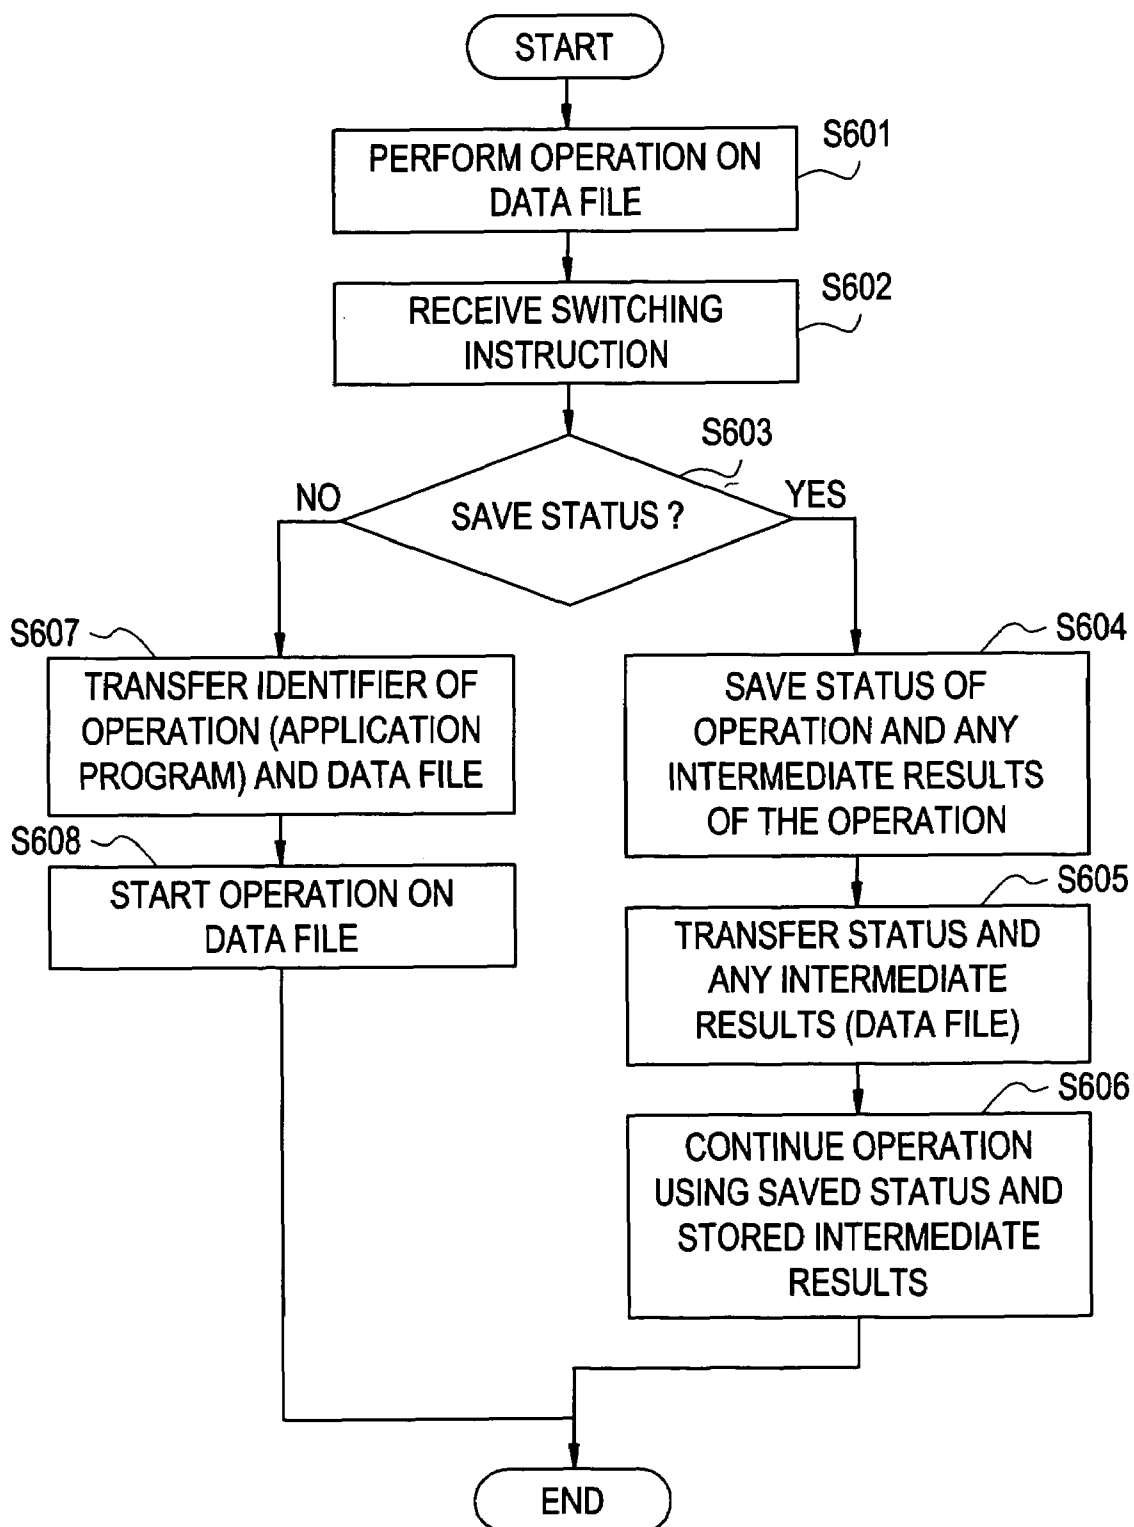 START
S601
PERFORM OPERATION ON
DATA FILE
S602
RECEIVE SWITCHING
INSTRUCTION
S603
SAVE STATUS ?
NO
YES
S607
TRANSFER IDENTIFIER OF
OPERATION (APPLICATION
PROGRAM) AND DATA FILE
S608
START OPERATION ON
DATA FILE
S604
SAVE STATUS OF
OPERATION AND ANY
INTERMEDIATE RESULTS
OF THE OPERATION
S605
TRANSFER STATUS AND
ANY INTERMEDIATE
RESULTS (DATA FILE)
S606
CONTINUE OPERATION
USING SAVED STATUS AND
STORED INTERMEDIATE
RESULTS
END